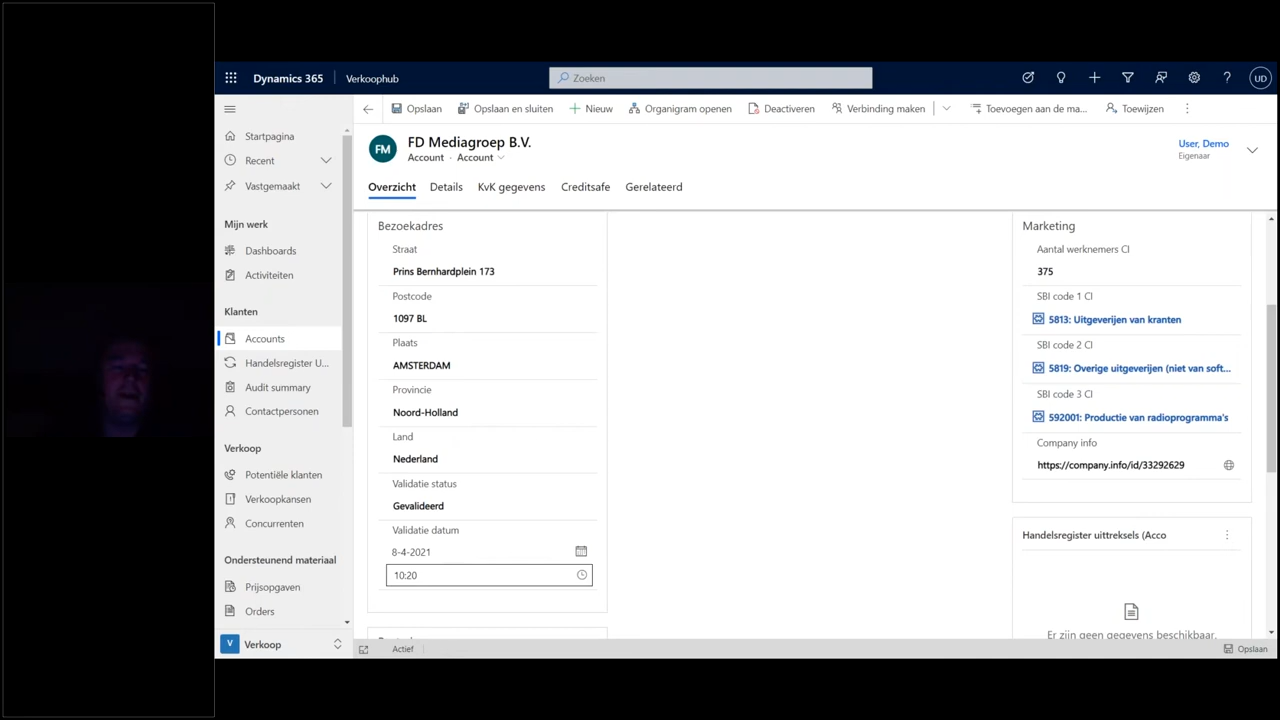 Dynamics 365
Verkoophub
Zoeken
UD
Opslaan
Opslaan en sluiten
Nieuw
Organigram openen
Deactiveren
Verbinding maken
Toevoegen aan de ma...
Toewijzen
FM
FD Mediagroep B.V.
Account · Account
User, Demo
Eigenaar
Overzicht
Details
KvK gegevens
Creditsafe
Gerelateerd
Startpagina
Recent
Vastgemaakt
Mijn werk
Dashboards
Activiteiten
Klanten
Accounts
Handelsregister U...
Audit summary
Contactpersonen
Verkoop
Potentiële klanten
Verkoopkansen
Concurrenten
Ondersteunend materiaal
Prijsopgaven
Orders
V
Verkoop
Bezoekadres
Straat
Prins Bernhardplein 173
Postcode
1097 BL
Plaats
AMSTERDAM
Provincie
Noord-Holland
Land
Nederland
Validatie status
Gevalideerd
Validatie datum
8-4-2021
10:20
Marketing
Aantal werknemers CI
375
SBI code 1 CI
5813: Uitgeverijen van kranten
SBI code 2 CI
5819: Overige uitgeverijen (niet van soft...
SBI code 3 CI
592001: Productie van radioprogramma's
Company info
https://company.info/id/33292629
Handelsregister uittreksels (Acco
Er zijn geen gegevens beschikbaar.
Actief
Opslaan